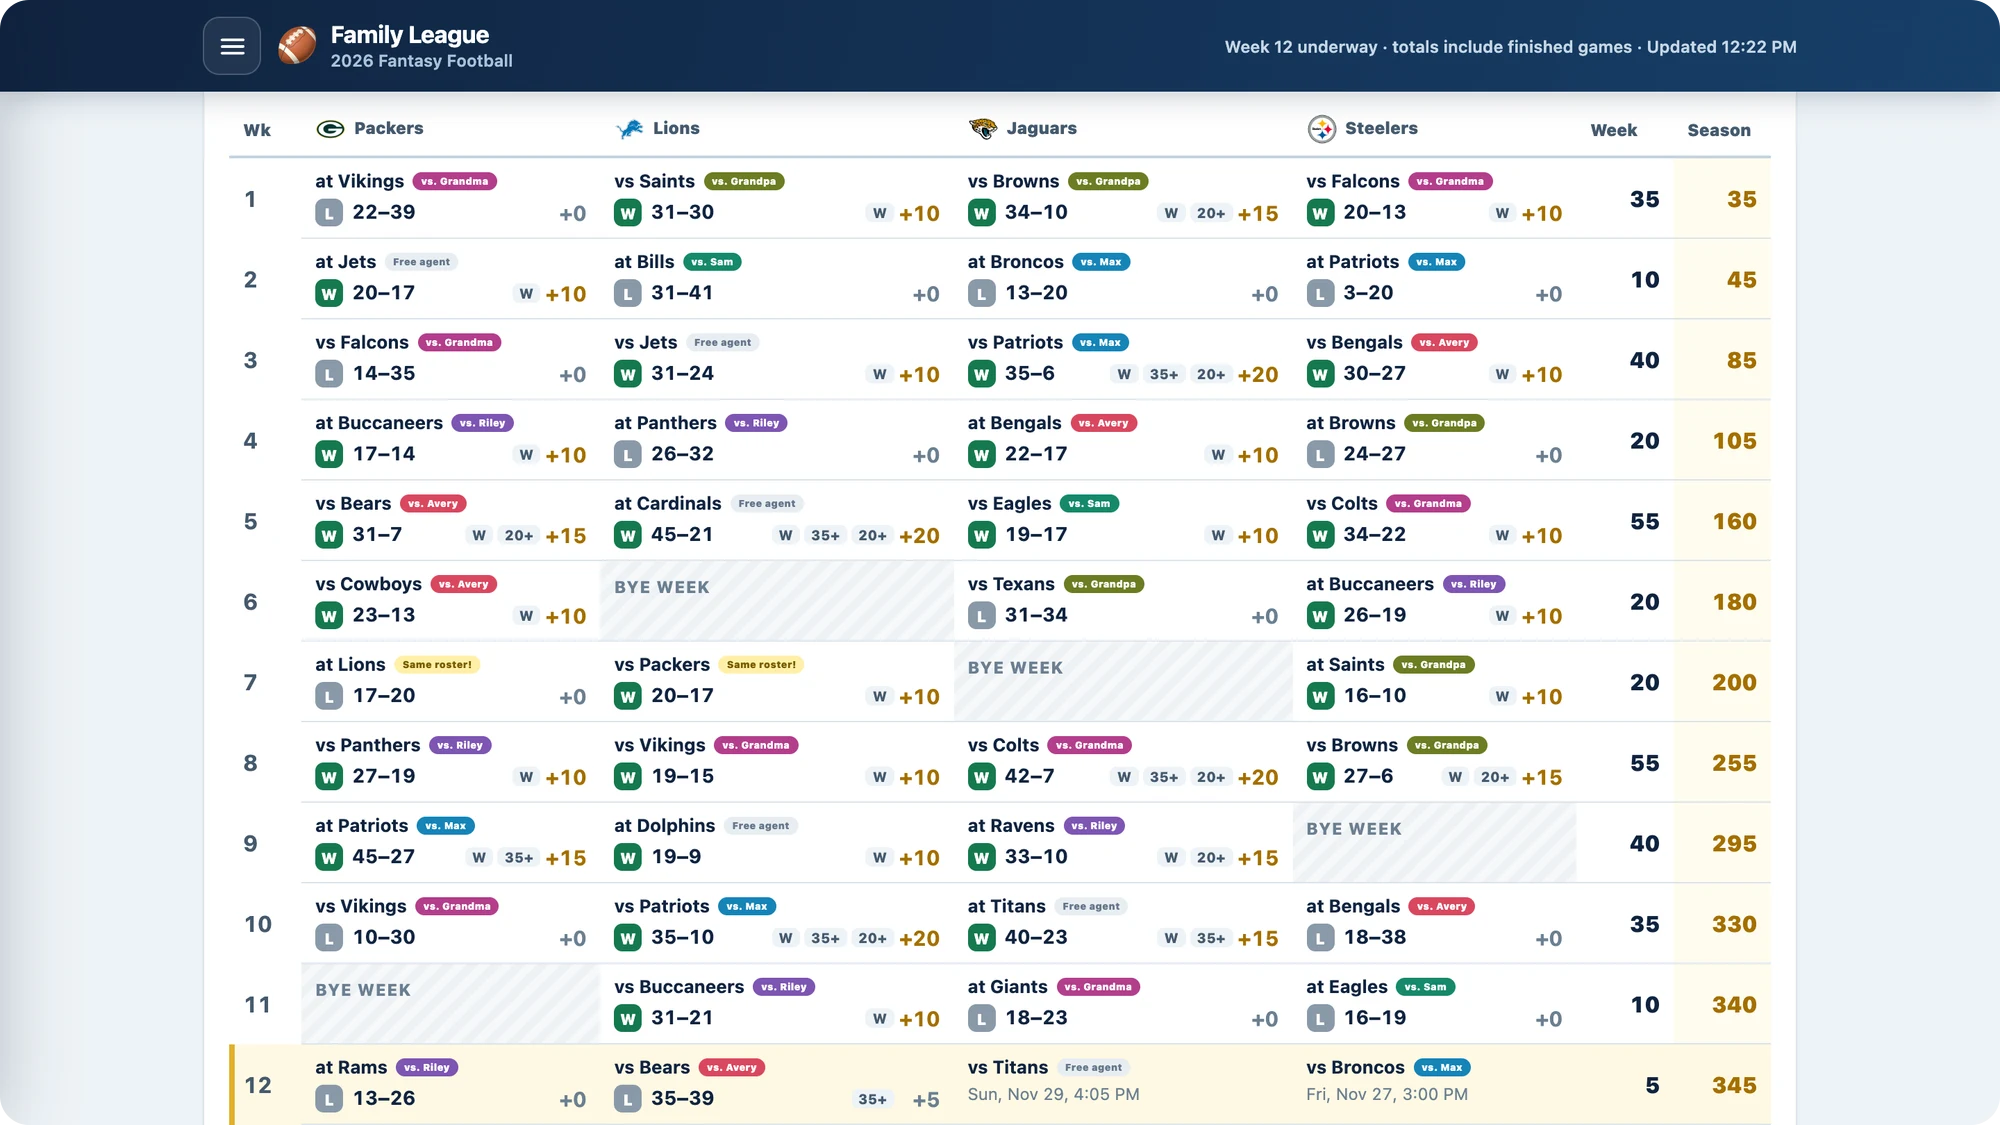 Family League
2026 Fantasy Football
Week 12 underway · totals include finished games · Updated 12:22 PM
Wk Packers Lions Jaguars Steelers Week Season
1
at Vikings vs. Grandma
L 22–39 +0
vs Saints vs. Grandpa
W 31–30 W +10
vs Browns vs. Grandpa
W 34–10 W 20+ +15
vs Falcons vs. Grandma
W 20–13 W +10
35 35
2
at Jets Free agent
W 20–17 W +10
at Bills vs. Sam
L 31–41 +0
at Broncos vs. Max
L 13–20 +0
at Patriots vs. Max
L 3–20 +0
10 45
3
vs Falcons vs. Grandma
L 14–35 +0
vs Jets Free agent
W 31–24 W +10
vs Patriots vs. Max
W 35–6 W 35+ 20+ +20
vs Bengals vs. Avery
W 30–27 W +10
40 85
4
at Buccaneers vs. Riley
W 17–14 W +10
at Panthers vs. Riley
L 26–32 +0
at Bengals vs. Avery
W 22–17 W +10
at Browns vs. Grandpa
L 24–27 +0
20 105
5
vs Bears vs. Avery
W 31–7 W 20+ +15
at Cardinals Free agent
W 45–21 W 35+ 20+ +20
vs Eagles vs. Sam
W 19–17 W +10
vs Colts vs. Grandma
W 34–22 W +10
55 160
6
vs Cowboys vs. Avery
W 23–13 W +10
BYE WEEK
vs Texans vs. Grandpa
L 31–34 +0
at Buccaneers vs. Riley
W 26–19 W +10
20 180
7
at Lions Same roster!
L 17–20 +0
vs Packers Same roster!
W 20–17 W +10
BYE WEEK
at Saints vs. Grandpa
W 16–10 W +10
20 200
8
vs Panthers vs. Riley
W 27–19 W +10
vs Vikings vs. Grandma
W 19–15 W +10
vs Colts vs. Grandma
W 42–7 W 35+ 20+ +20
vs Browns vs. Grandpa
W 27–6 W 20+ +15
55 255
9
at Patriots vs. Max
W 45–27 W 35+ +15
at Dolphins Free agent
W 19–9 W +10
at Ravens vs. Riley
W 33–10 W 20+ +15
BYE WEEK
40 295
10
vs Vikings vs. Grandma
L 10–30 +0
vs Patriots vs. Max
W 35–10 W 35+ 20+ +20
at Titans Free agent
W 40–23 W 35+ +15
at Bengals vs. Avery
L 18–38 +0
35 330
11
BYE WEEK
vs Buccaneers vs. Riley
W 31–21 W +10
at Giants vs. Grandma
L 18–23 +0
at Eagles vs. Sam
L 16–19 +0
10 340
12
at Rams vs. Riley
L 13–26 +0
vs Bears vs. Avery
L 35–39 35+ +5
vs Titans Free agent
Sun, Nov 29, 4:05 PM
vs Broncos vs. Max
Fri, Nov 27, 3:00 PM
5 345